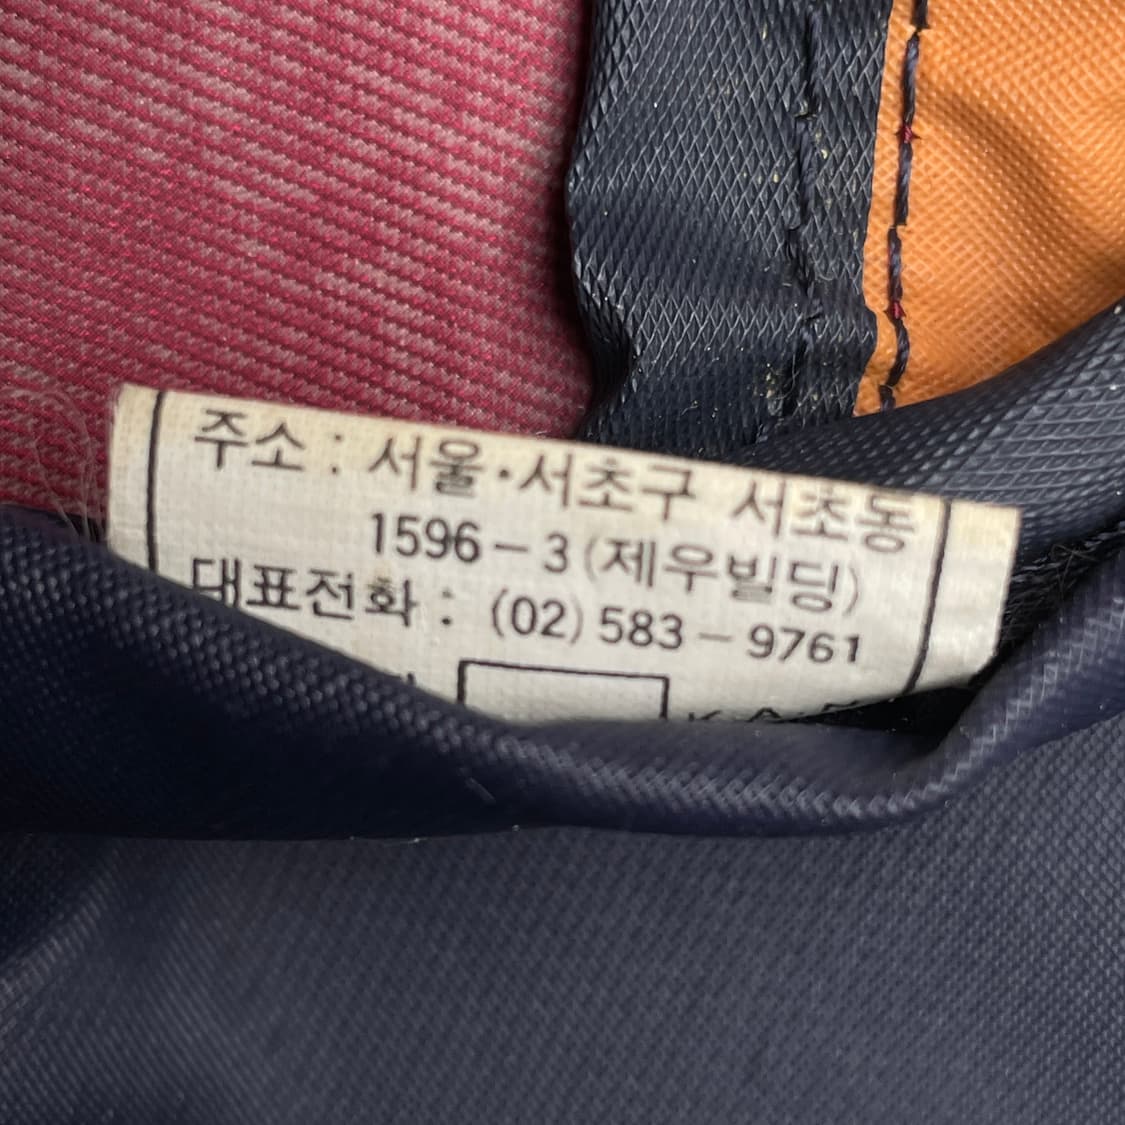 주소 : 서울·서초구 서초동
1596-3 (제우빌딩)
대표전화 : (02) 583-9761